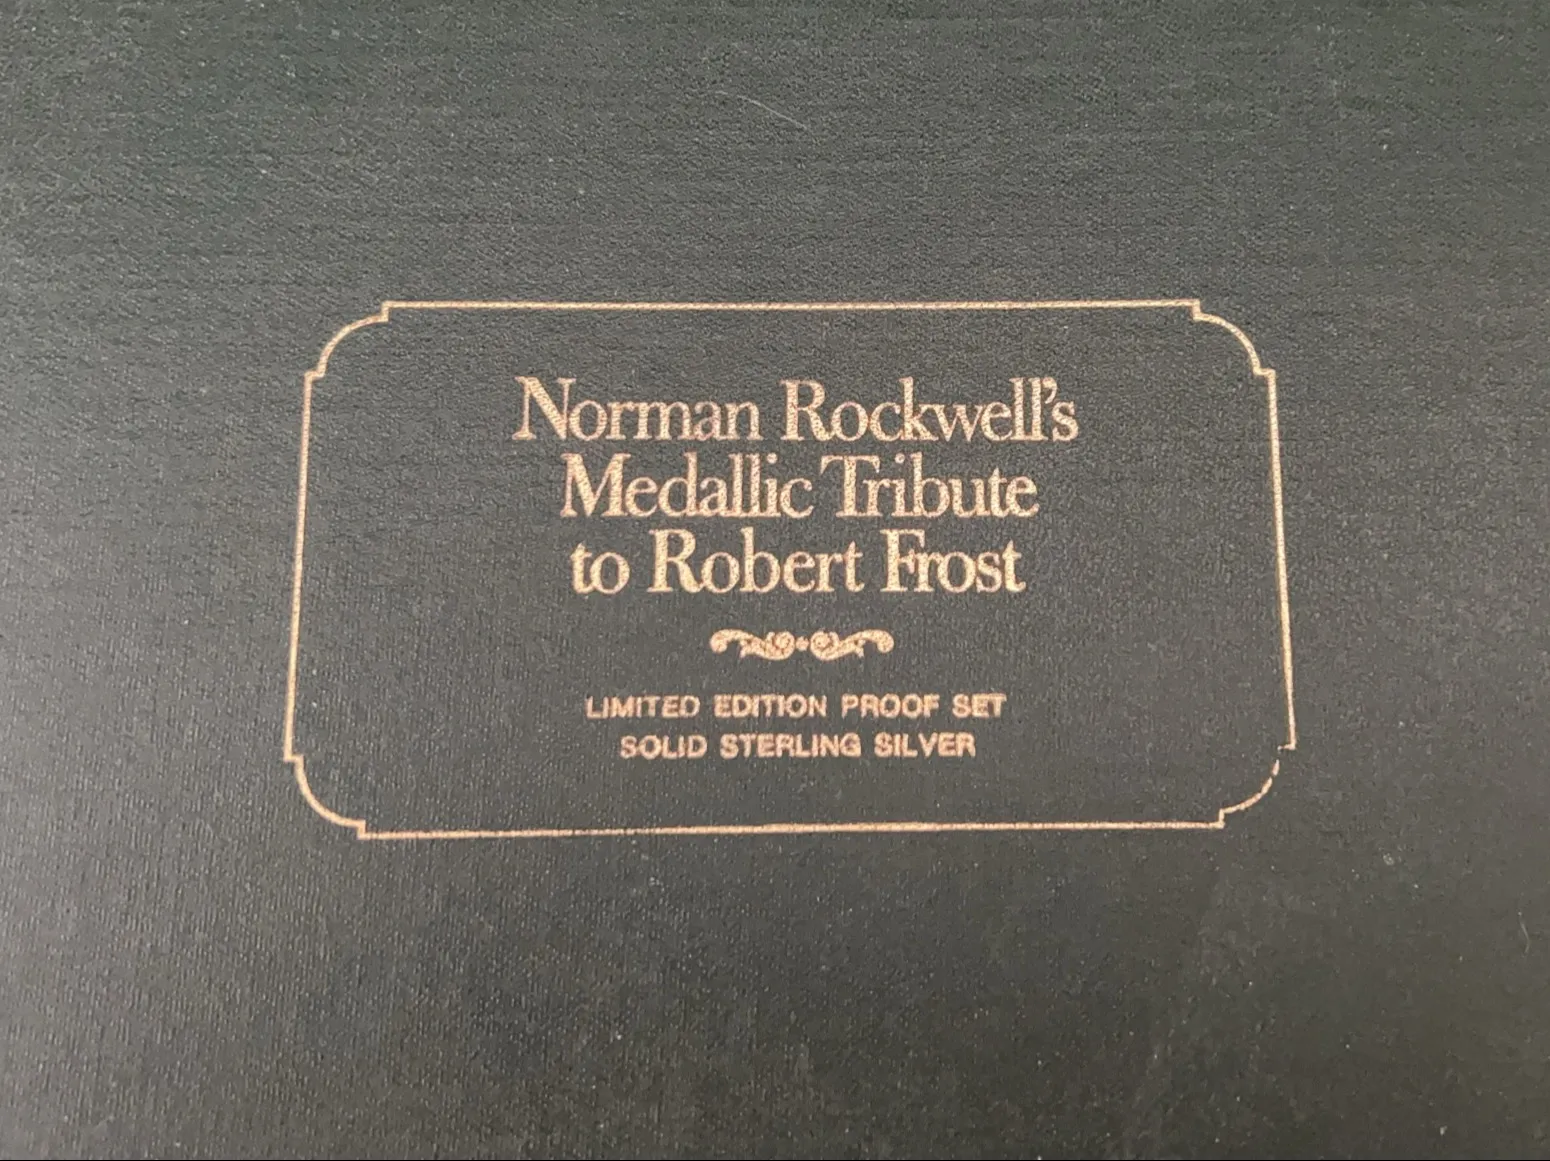 Norman Rockwell's
Medallic Tribute
to Robert Frost
LIMITED EDITION PROOF SET
SOLID STERLING SILVER